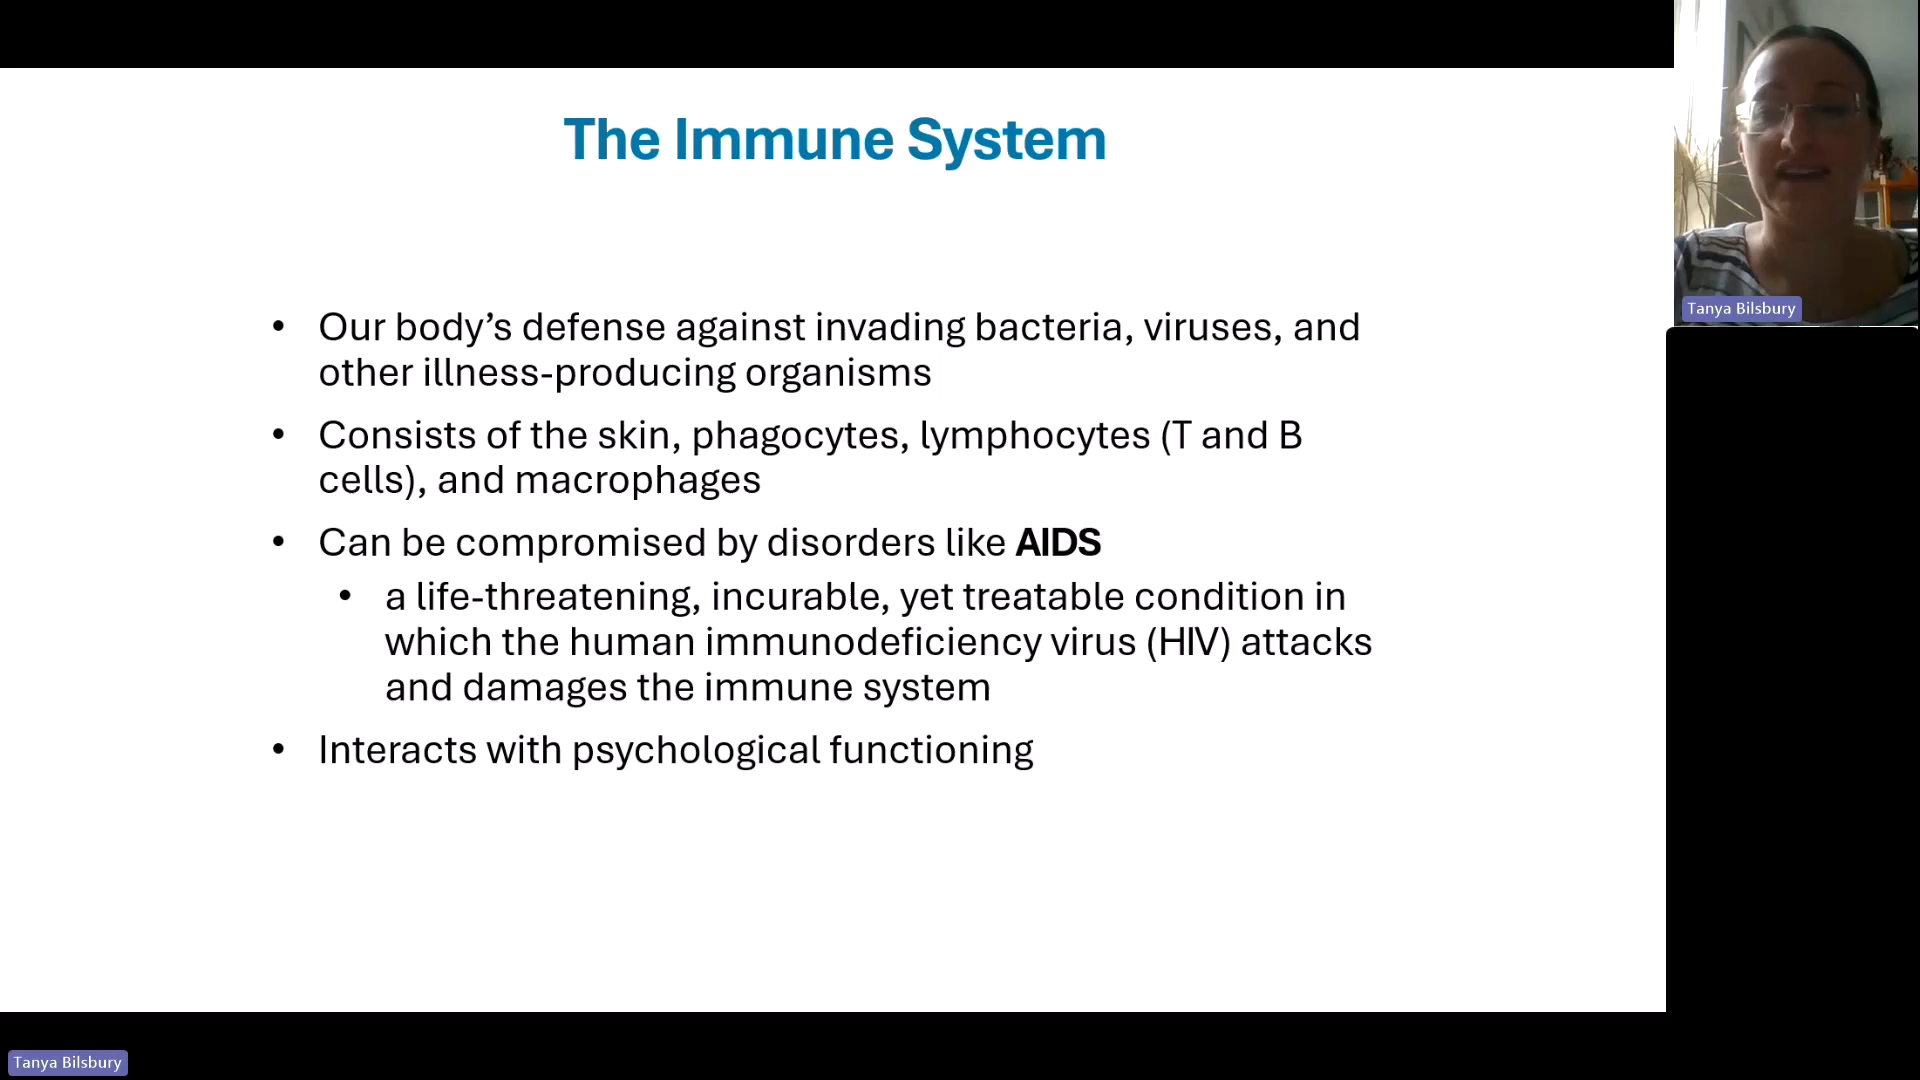 The Immune System
• Our body’s defense against invading bacteria, viruses, and
other illness-producing organisms
• Consists of the skin, phagocytes, lymphocytes (T and B
cells), and macrophages
• Can be compromised by disorders like AIDS
• a life-threatening, incurable, yet treatable condition in
which the human immunodeficiency virus (HIV) attacks
and damages the immune system
• Interacts with psychological functioning
Tanya Bilsbury
Tanya Bilsbury